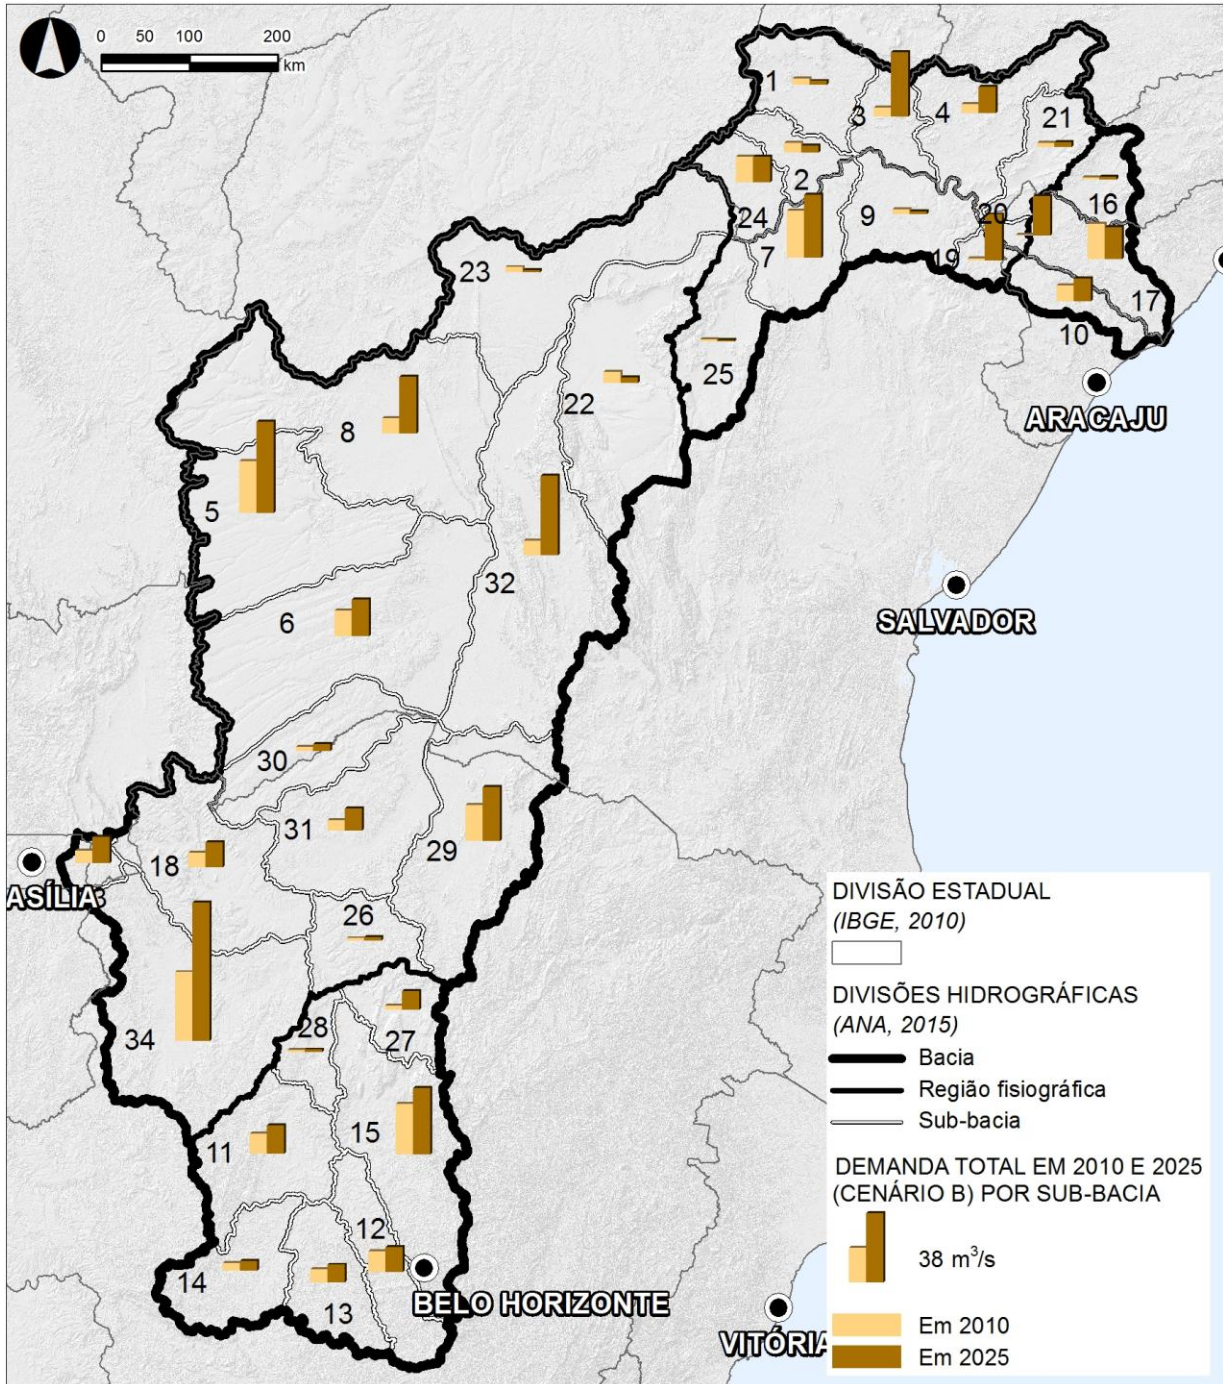 0 50 100 200
km
1
3
4
21
2
16
24
9
20
7
19
17
23
10
25
22
ARACAJU
8
5
32
SALVADOR
6
30
31
29
18
ASÍLIA
3
26
34
28
27
15
11
12
14
13
BELO HORIZONTE
VITÓRIA
DIVISÃO ESTADUAL
(IBGE, 2010)
DIVISÕES HIDROGRÁFICAS
(ANA, 2015)
Bacia
Região fisiográfica
Sub-bacia
DEMANDA TOTAL EM 2010 E 2025
(CENÁRIO B) POR SUB-BACIA
38 m³/s
Em 2010
Em 2025